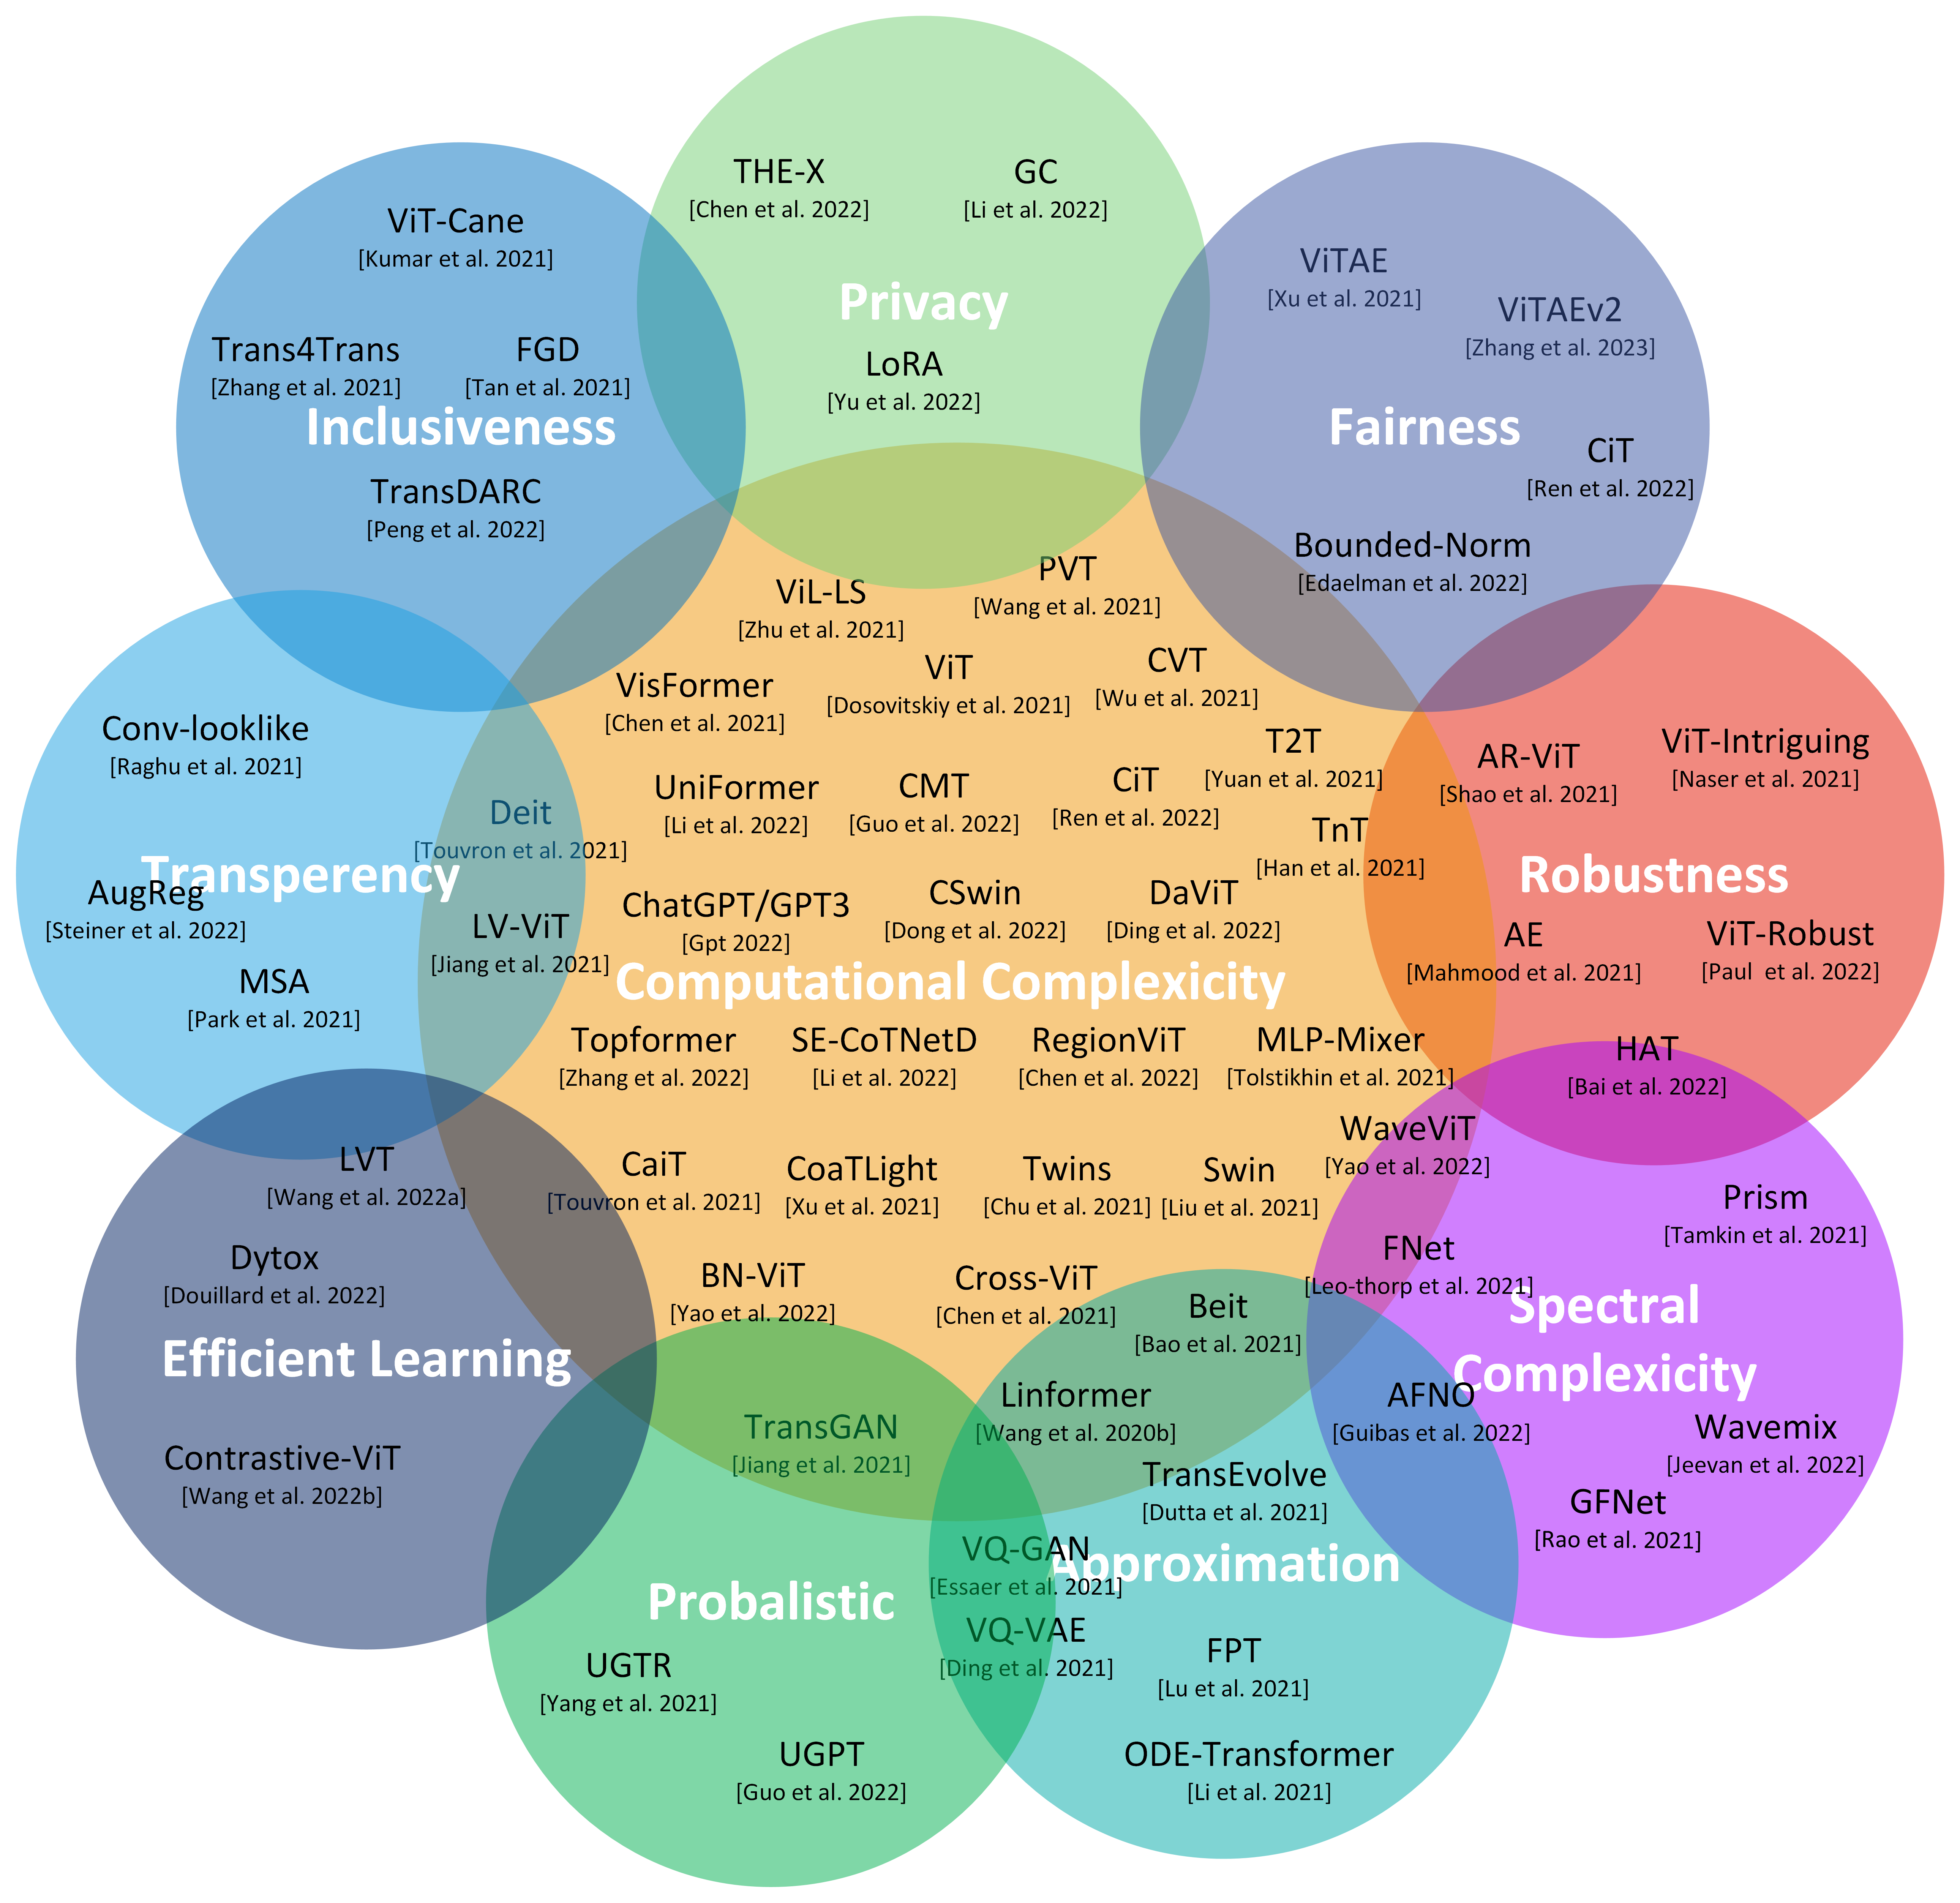 THE-X
[Chen et al. 2022]
GC
[Li et al. 2022]
Privacy
LoRA
[Yu et al. 2022]
ViT-Cane
[Kumar et al. 2021]
Trans4Trans
[Zhang et al. 2021]
FGD
[Tan et al. 2021]
Inclusiveness
TransDARC
[Peng et al. 2022]
ViTAE
[Xu et al. 2021]
ViTAEv2
[Zhang et al. 2023]
Fairness
CiT
[Ren et al. 2022]
Bounded-Norm
[Edaelman et al. 2022]
PVT
[Wang et al. 2021]
ViL-LS
[Zhu et al. 2021]
ViT
[Dosovitskiy et al. 2021]
CVT
[Wu et al. 2021]
VisFormer
[Chen et al. 2021]
T2T
[Yuan et al. 2021]
UniFormer
[Li et al. 2022]
CMT
[Guo et al. 2022]
CiT
[Ren et al. 2022]
TnT
[Han et al. 2021]
ChatGPT/GPT3
[Gpt 2022]
CSwin
[Dong et al. 2022]
DaViT
[Ding et al. 2021]
Computational Complexicity
Topformer
[Zhang et al. 2022]
SE-CoTNetD
[Li et al. 2022]
RegionViT
[Chen et al. 2022]
MLP-Mixer
[Tolstikhin et al. 2021]
CaiT
[Touvron et al. 2021]
CoaTLight
[Xu et al. 2021]
Twins
[Chu et al. 2021]
Swin
[Liu et al. 2021]
WaveViT
[Yao et al. 2022]
BN-ViT
[Yao et al. 2022]
Cross-ViT
[Chen et al. 2021]
Beit
[Bao et al. 2021]
Linformer
[Wang et al. 2020b]
Conv-looklike
[Raghu et al. 2021]
Deit
[Touvron et al. 2021]
Transperency
AugReg
[Steiner et al. 2022]
LV-ViT
[Jiang et al. 2021]
MSA
[Park et al. 2021]
AR-ViT
[Shao et al. 2021]
ViT-Intriguing
[Naser et al. 2021]
Robustness
AE
[Mahmood et al. 2021]
ViT-Robust
[Paul et al. 2022]
HAT
[Bai et al. 2022]
Prism
[Tamkin et al. 2021]
FNet
[Leo-thorp et al. 2021]
Spectral
Complexicity
AFNO
[Guibas et al. 2022]
Wavemix
[Jeevan et al. 2022]
GFNet
[Rao et al. 2021]
LVT
[Wang et al. 2022a]
Dytox
[Douillard et al. 2022]
Efficient Learning
Contrastive-ViT
[Wang et al. 2022b]
TransGAN
[Jiang et al. 2021]
Probalistic
UGTR
[Yang et al. 2021]
UGPT
[Guo et al. 2022]
TransEvolve
[Dutta et al. 2021]
VQ-GAN
[Essaer et al. 2021]
Approximation
VQ-VAE
[Ding et al. 2021]
FPT
[Lu et al. 2021]
ODE-Transformer
[Li et al. 2021]